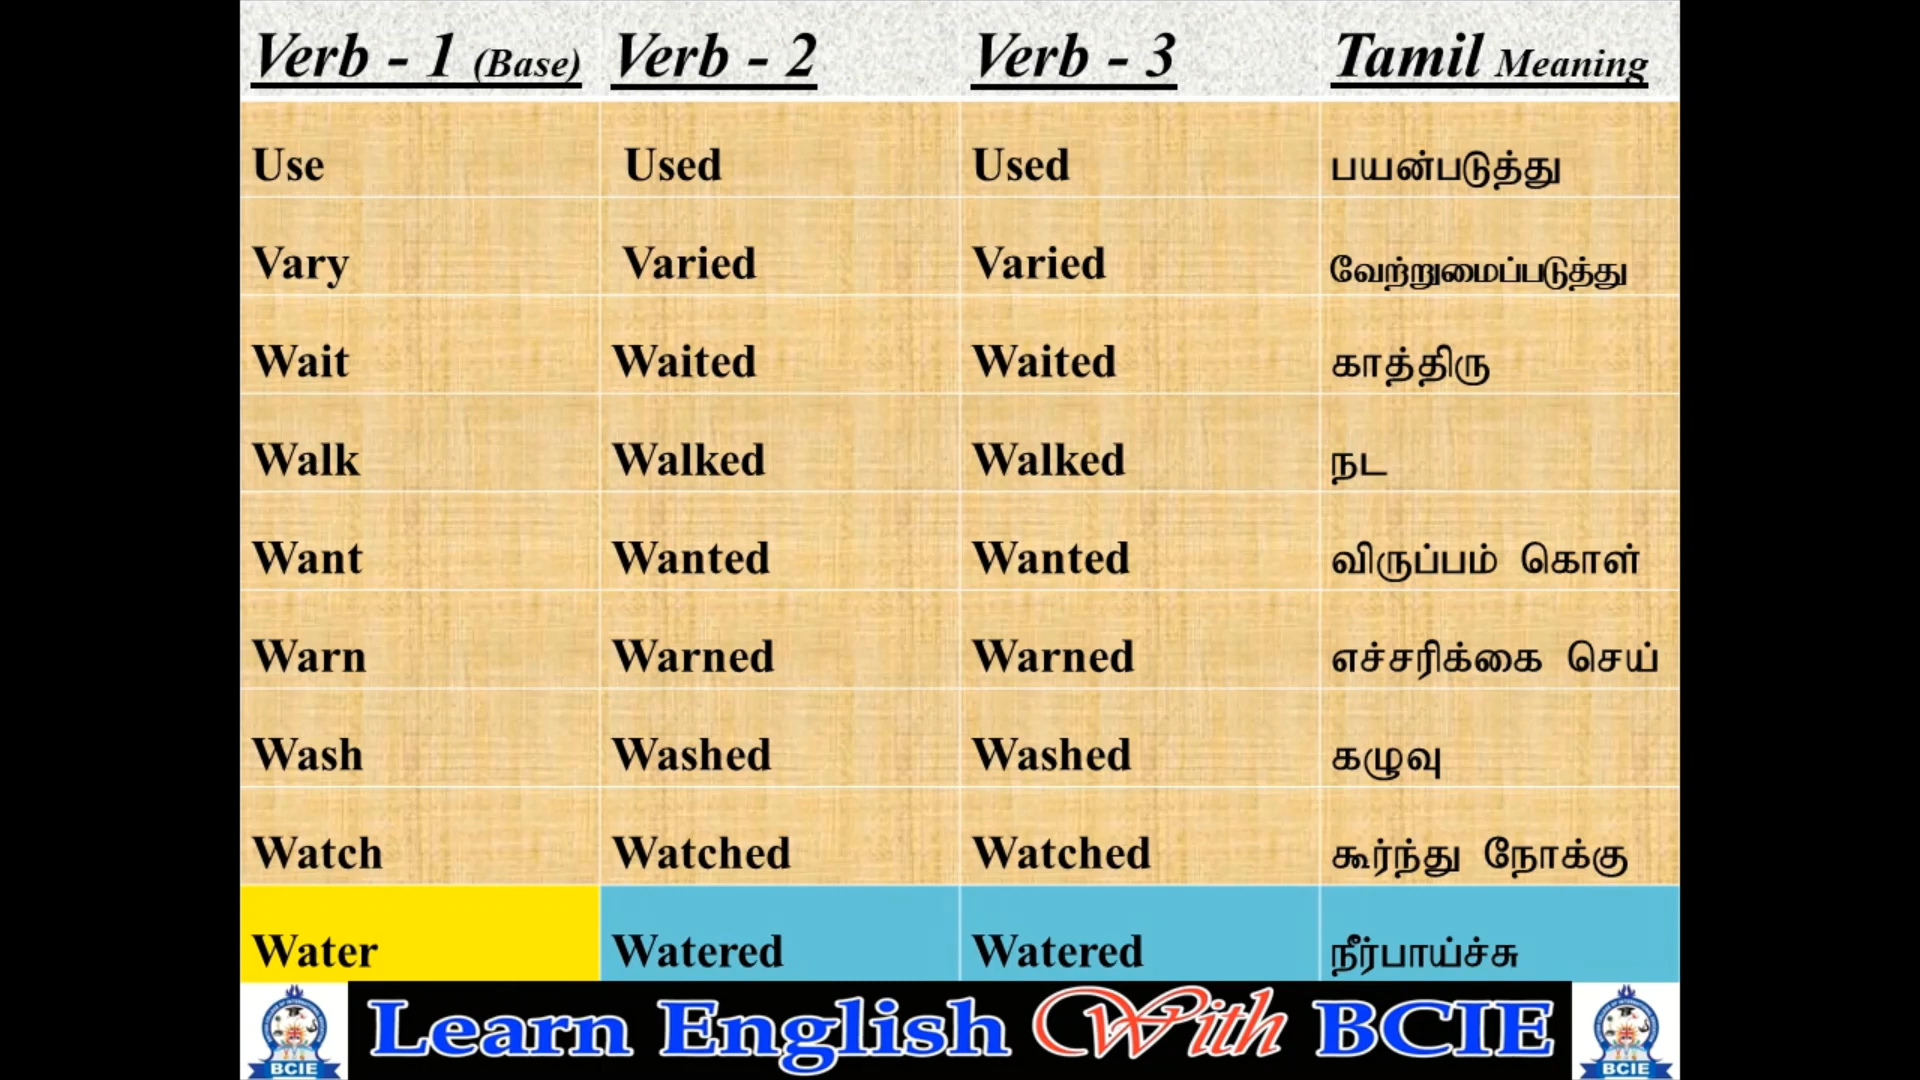 Verb - 1 (Base) Verb - 2 Verb - 3 Tamil Meaning
Use Used Used பயன்படுத்து
Vary Varied Varied வேற்றுமைப்படுத்து
Wait Waited Waited காத்திரு
Walk Walked Walked நட
Want Wanted Wanted விருப்பம் கொள்
Warn Warned Warned எச்சரிக்கை செய்
Wash Washed Washed கழுவு
Watch Watched Watched கூர்ந்து நோக்கு
Water Watered Watered நீர்பாய்ச்சு
BCIE Learn English With BCIE BCIE